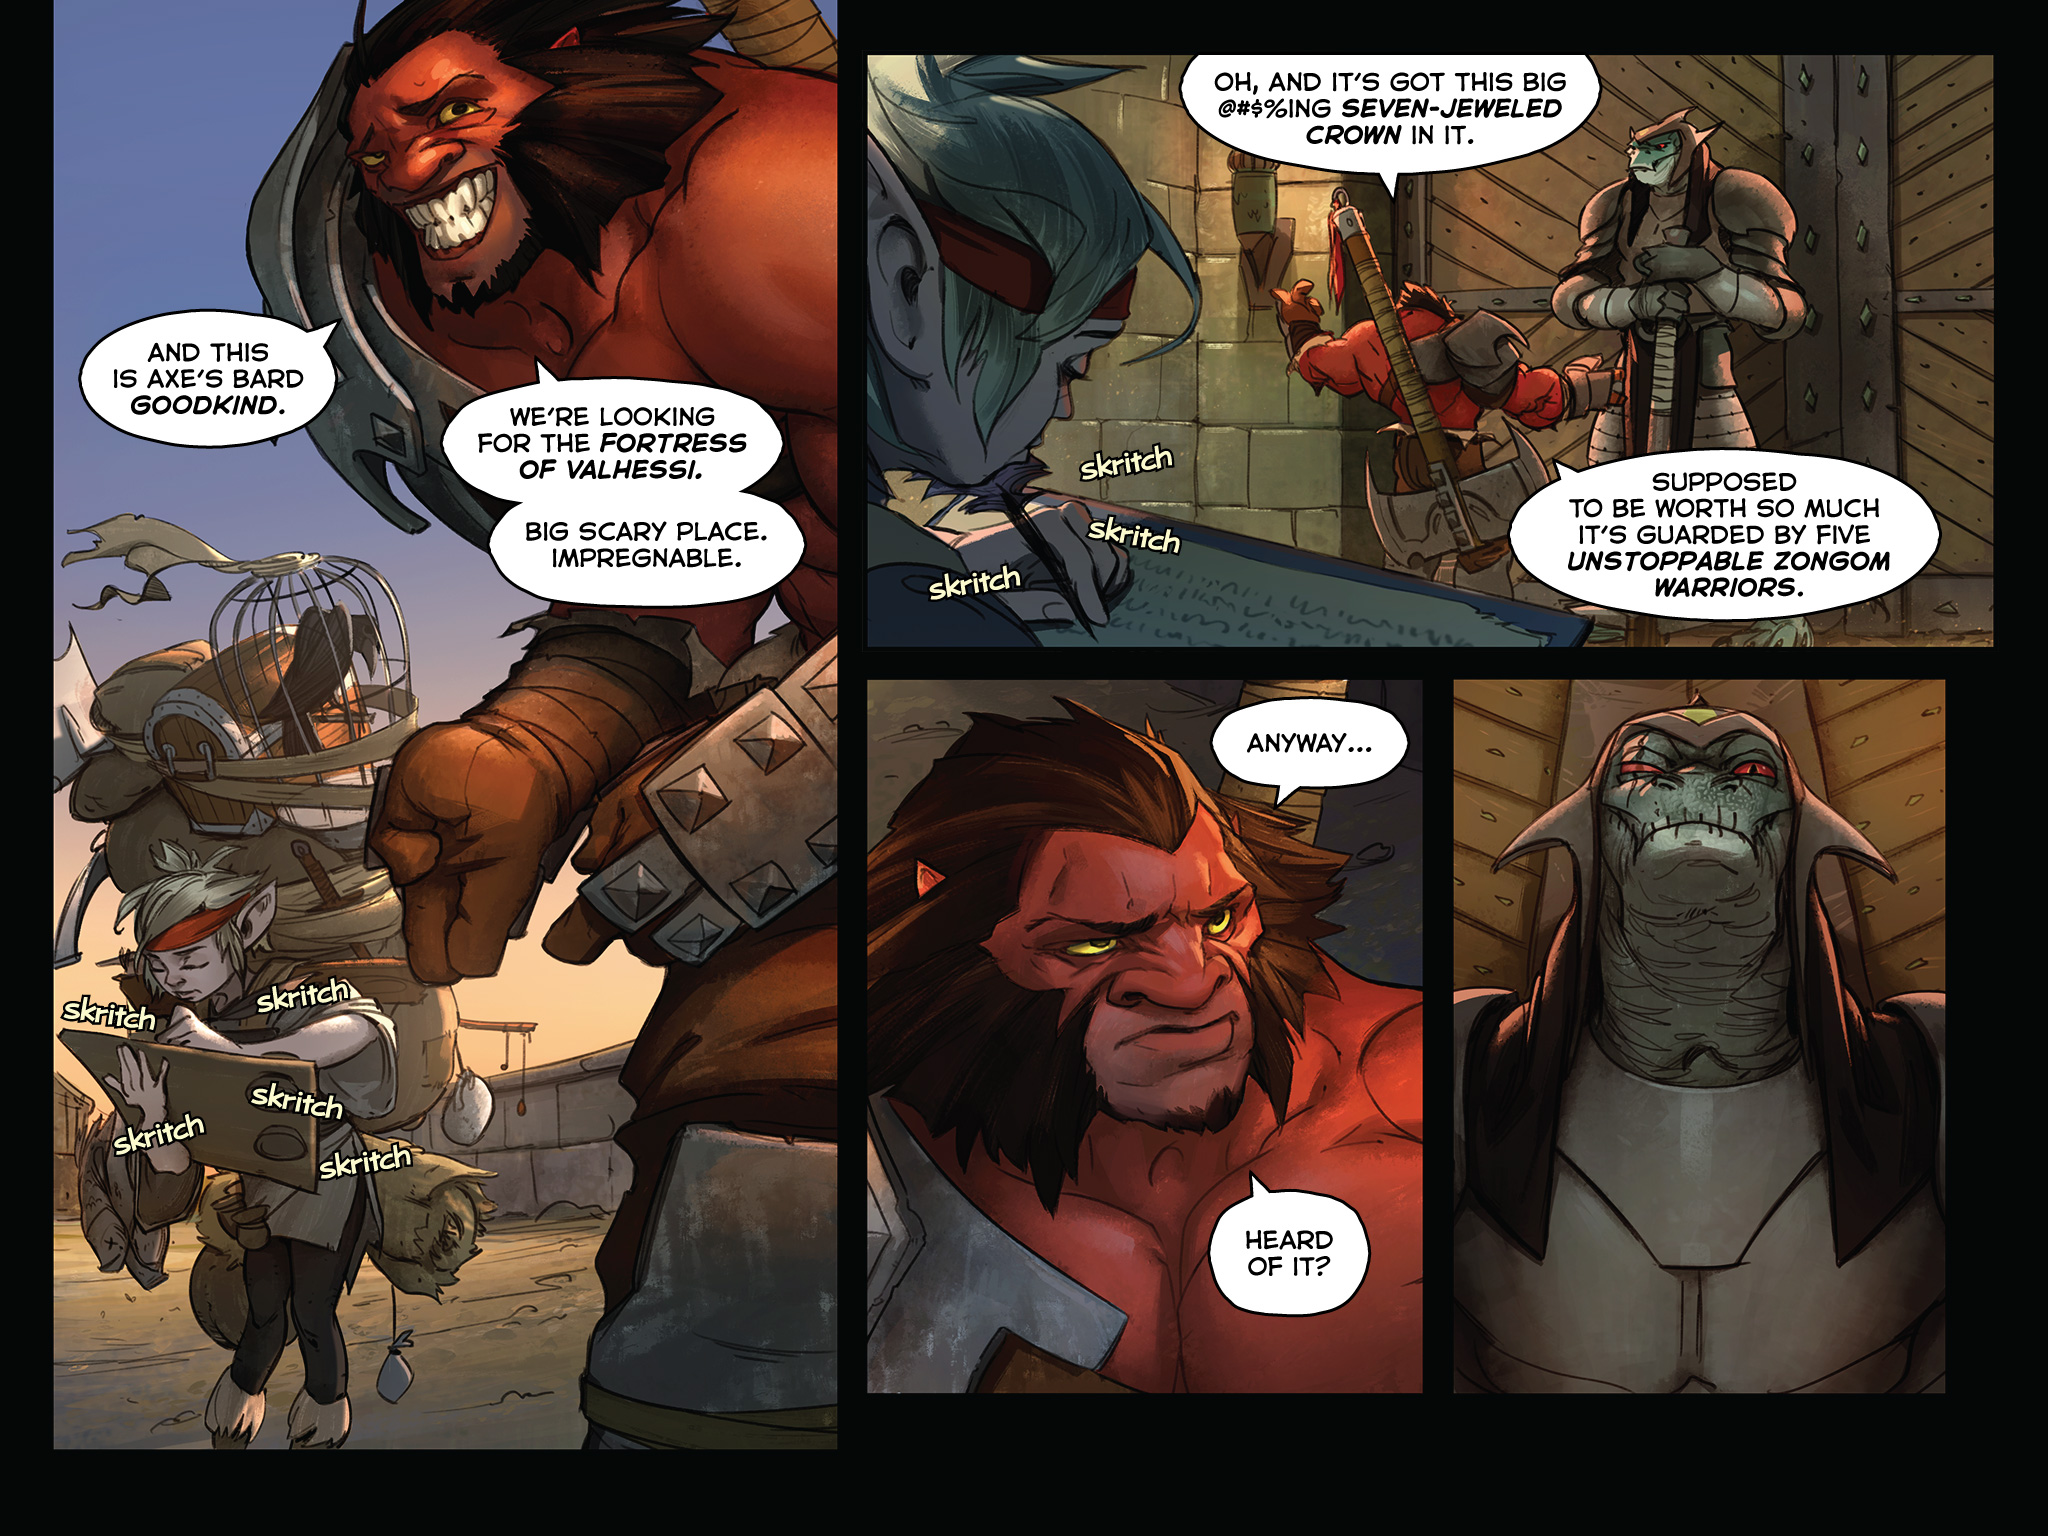 AND THIS
IS AXE'S BARD
GOODKIND.
WE'RE LOOKING
FOR THE FORTRESS
OF VALHESSI.
BIG SCARY PLACE.
IMPREGNABLE.
skritch
skritch
skritch
skritch
skritch
OH, AND IT'S GOT THIS BIG
@#$%ING SEVEN-JEWELED
CROWN IN IT.
skritch
skritch
skritch
SUPPOSED
TO BE WORTH SO MUCH
IT'S GUARDED BY FIVE
UNSTOPPABLE ZONGOM
WARRIORS.
ANYWAY...
HEARD
OF IT?